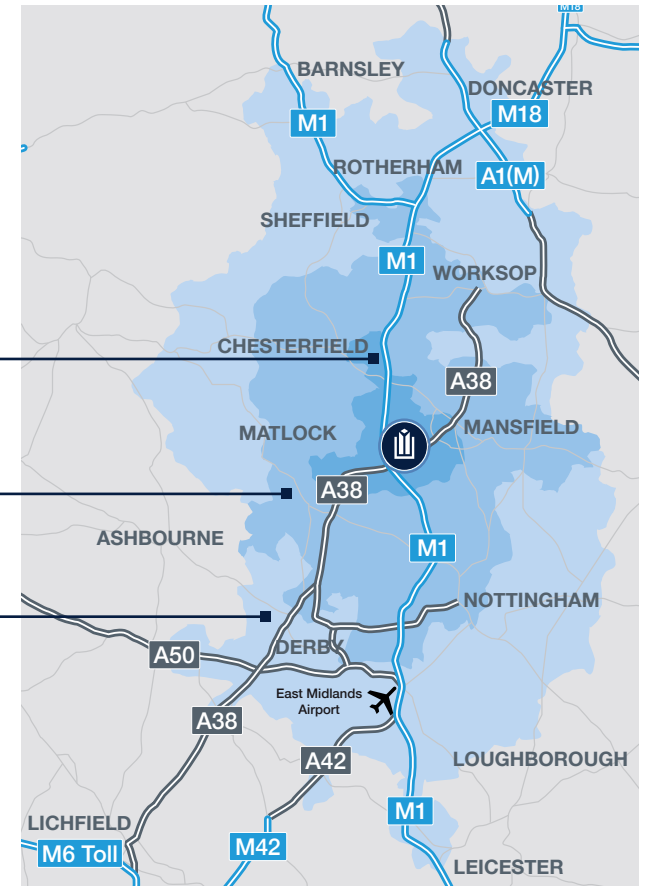 M18
BARNSLEY
DONCASTER
M18
M1
ROTHERHAM
A1(M)
SHEFFIELD
M1
WORKSOP
CHESTERFIELD
A38
MATLOCK
MANSFIELD
A38
ASHBOURNE
M1
NOTTINGHAM
DERBY
A50
East Midlands
Airport
A38
A42
LOUGHBOROUGH
M1
LICHFIELD
M6 Toll
M42
LEICESTER